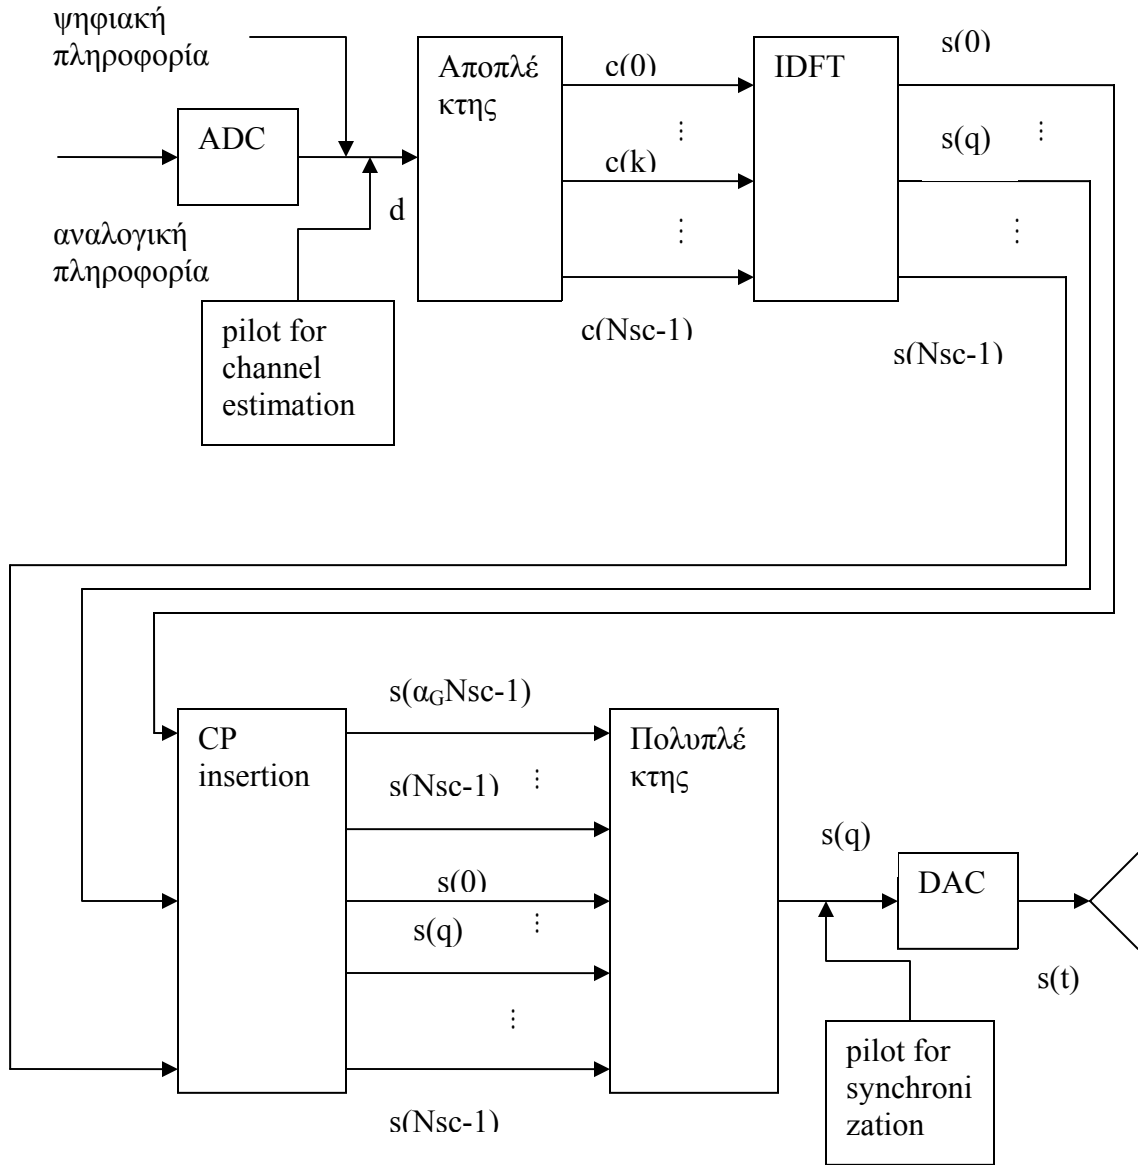 ψηφιακή
πληροφορία
ADC
αναλογική
πληροφορία
d
pilot for
channel
estimation
Αποπλέ
κτης
c(0)
⋮
c(k)
⋮
c(Nsc-1)
IDFT
s(0)
s(q)
⋮
⋮
s(Nsc-1)
CP
insertion
s(α_GNsc-1)
s(Nsc-1)
⋮
s(0)
s(q)
⋮
⋮
s(Nsc-1)
Πολυπλέ
κτης
s(q)
DAC
s(t)
pilot for
synchroni
zation